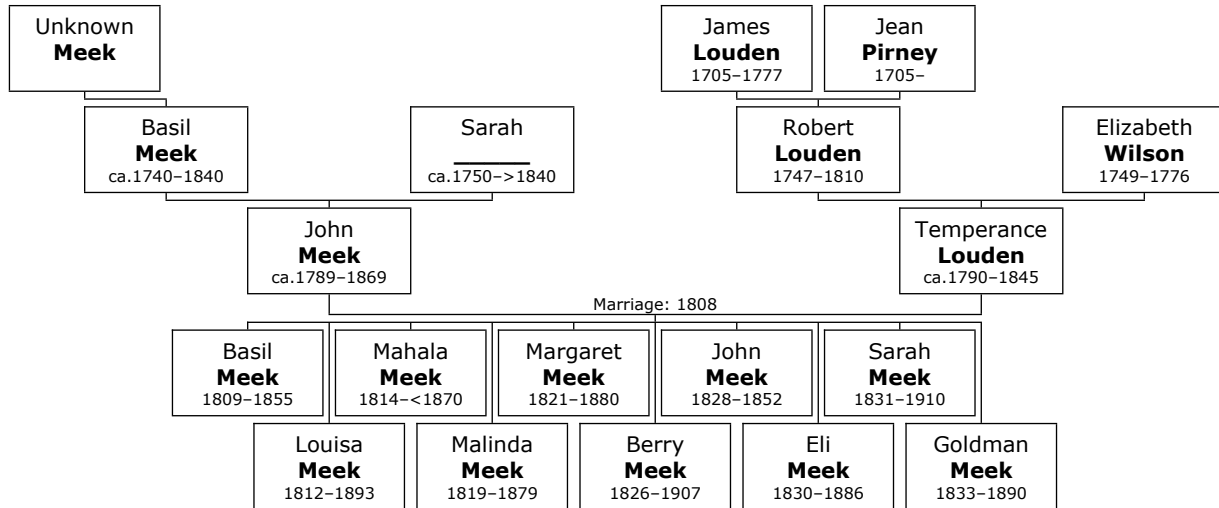 Unknown
Meek
James
Louden
1705–1777
Jean
Pirney
1705–
Basil
Meek
ca.1740–1840
Sarah
______
ca.1750–>1840
Robert
Louden
1747–1810
Elizabeth
Wilson
1749–1776
John
Meek
ca.1789–1869
Temperance
Louden
ca.1790–1845
Marriage: 1808
Basil
Meek
1809–1855
Mahala
Meek
1814–<1870
Margaret
Meek
1821–1880
John
Meek
1828–1852
Sarah
Meek
1831–1910
Louisa
Meek
1812–1893
Malinda
Meek
1819–1879
Berry
Meek
1826–1907
Eli
Meek
1830–1886
Goldman
Meek
1833–1890